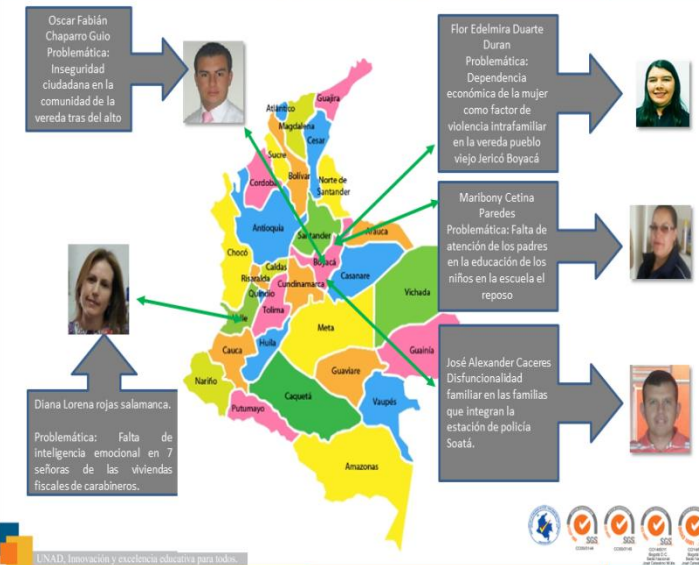 Oscar Fabián
Chaparro Guio
Problemática:
Inseguridad
ciudadana en la
comunidad de la
vereda tras del alto
Flor Edelmira Duarte
Duran
Problemática:
Dependencia
económica de la mujer
como factor de
violencia intrafamiliar
en la vereda pueblo
viejo Jericó Boyacá
Maribony Cetina
Paredes
Problemática: Falta de
atención de los padres
en la educación de los
niños en la escuela el
reposo
José Alexander Caceres
Disfuncionalidad
familiar en las familias
que integran la
estación de policía
Soatá.
Diana Lorena rojas salamanca.
Problemática: Falta de
inteligencia emocional en 7
señoras de las viviendas
fiscales de carabineros.
Guajira
Atlántico
Magdalena
Cesar
Sucre
Bolívar
Cordoba
Norte de
Santander
Antioquia
Santander
Arauca
Chocó
Boyacá
Caldas
Casanare
Risaralda
Cundinamarca
Quindío
Vichada
Tolima
Valle
Meta
Huila
Cauca
Guainía
Guaviare
Nariño
Caquetá
Vaupés
Putumayo
Amazonas
UNAD, Innovación y excelencia educativa para todos.
SGS
SGS
SGS
SGS